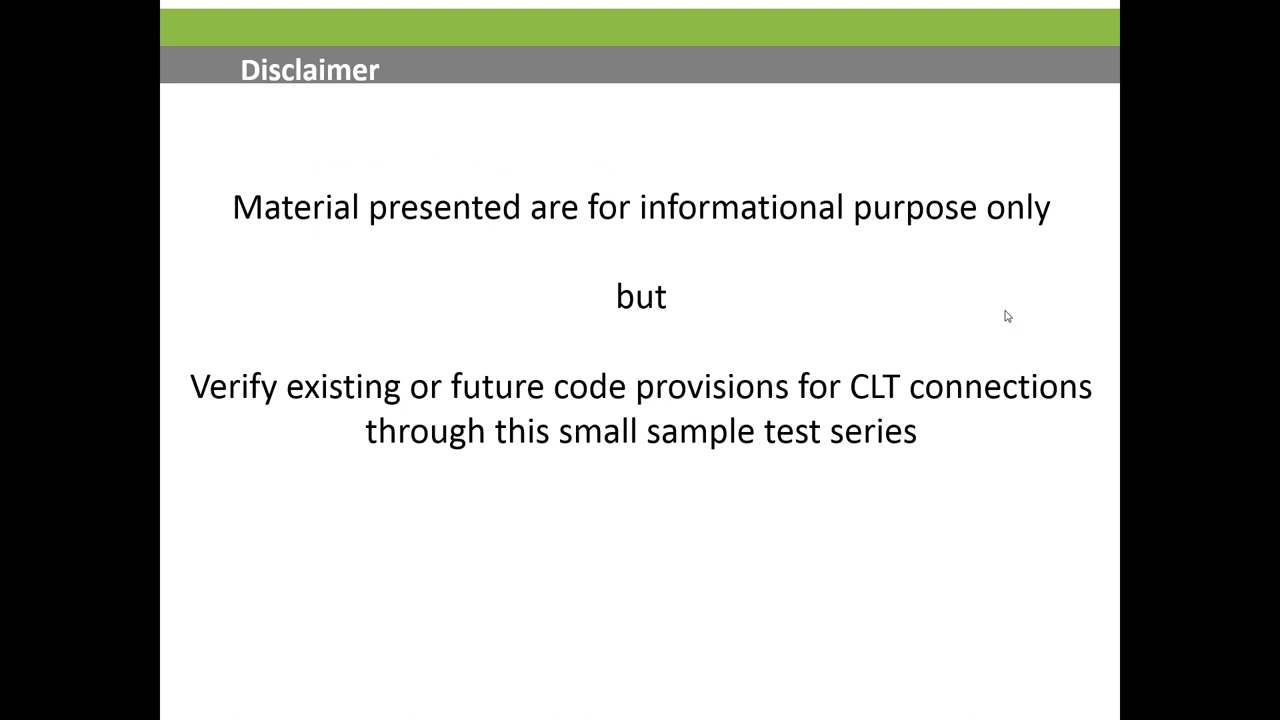 Disclaimer
Material presented are for informational purpose only
but
Verify existing or future code provisions for CLT connections
through this small sample test series